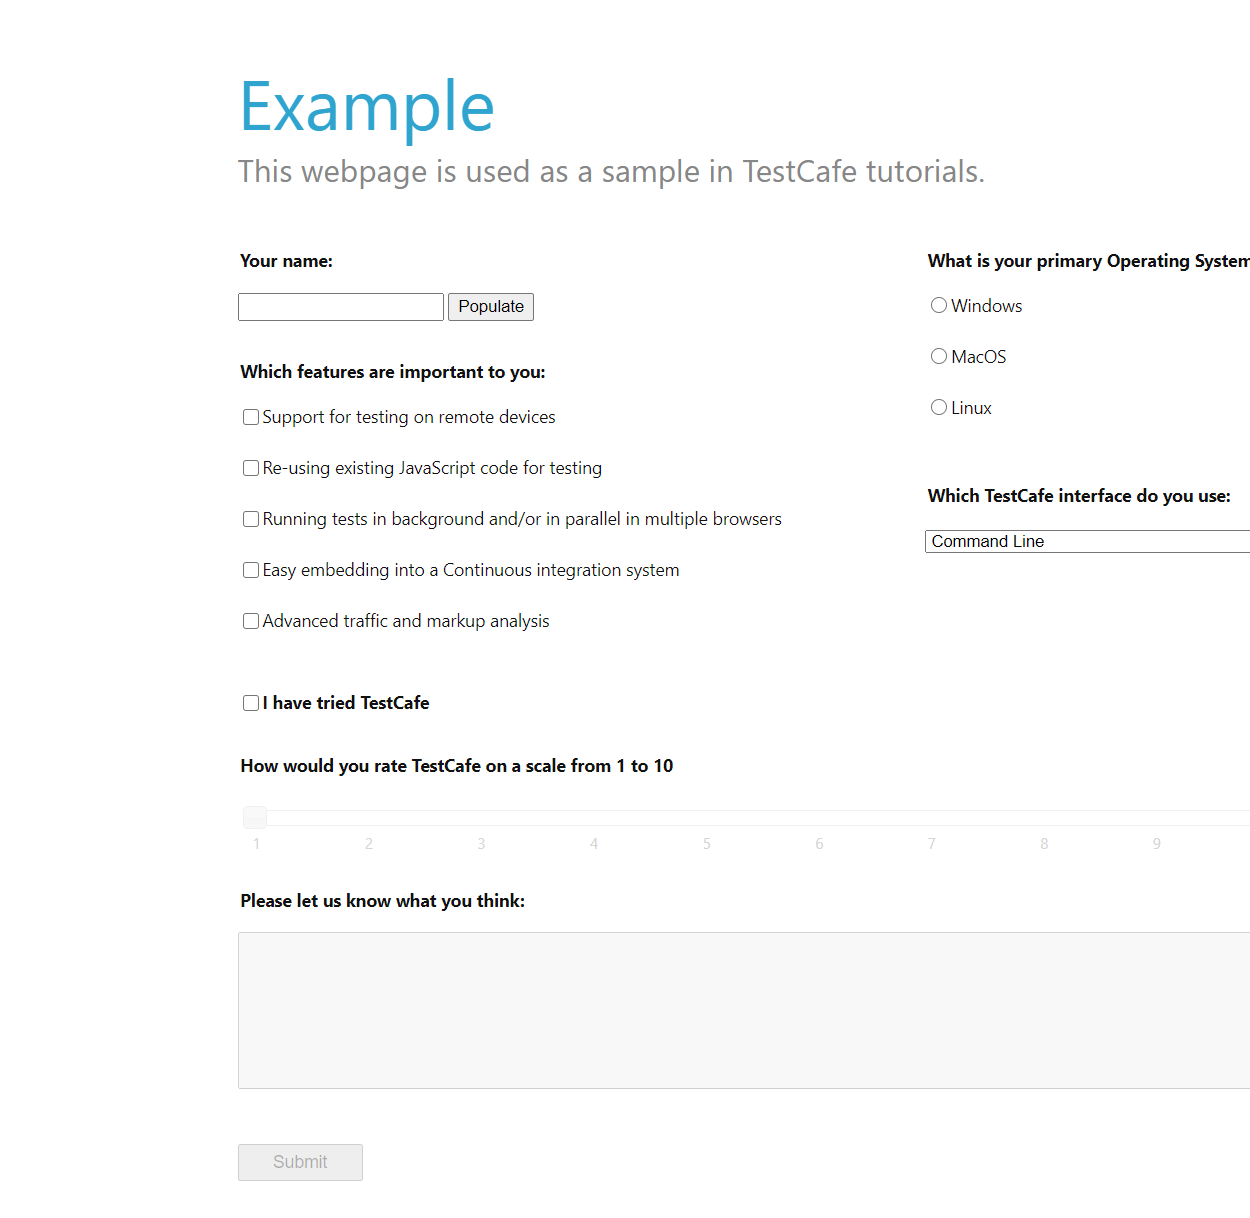 Example
This webpage is used as a sample in TestCafe tutorials.
Your name:
Populate
Which features are important to you:
Support for testing on remote devices
Re-using existing JavaScript code for testing
Running tests in background and/or in parallel in multiple browsers
Easy embedding into a Continuous integration system
Advanced traffic and markup analysis
What is your primary Operating System
Windows
MacOS
Linux
Which TestCafe interface do you use:
Command Line
I have tried TestCafe
How would you rate TestCafe on a scale from 1 to 10
1 2 3 4 5 6 7 8 9
Please let us know what you think:
Submit